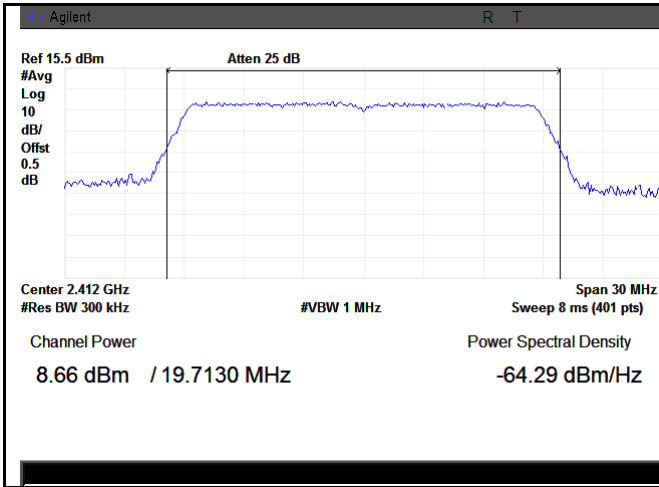 Agilent R T
Ref 15.5 dBm Atten 25 dB
#Avg
Log
10
dB/
Offst
0.5
dB
Center 2.412 GHz Span 30 MHz
#Res BW 300 kHz #VBW 1 MHz Sweep 8 ms (401 pts)
Channel Power Power Spectral Density
8.66 dBm / 19.7130 MHz -64.29 dBm/Hz